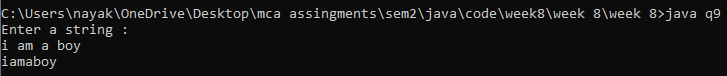 C:\Users\nayak\OneDrive\Desktop\mca assingments\sem2\java\code\week8\week 8\week 8>java q9
Enter a string :
i am a boy
iamaboy